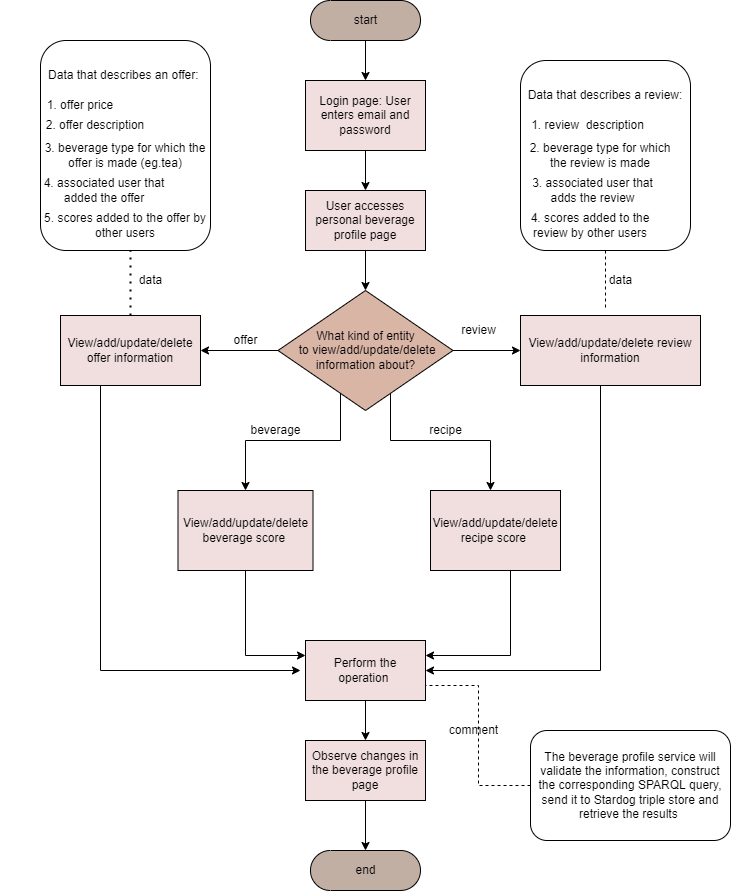 start
Data that describes an offer:
1. offer price
2. offer description
3. beverage type for which the
offer is made (eg.tea)
4. associated user that
added the offer
5. scores added to the offer by
other users
Login page: User
enters email and
password
Data that describes a review:
1. review description
2. beverage type for which
the review is made
3. associated user that
adds the review
4. scores added to the
review by other users
User accesses
personal beverage
profile page
data
data
View/add/update/delete
offer information
offer
What kind of entity
to view/add/update/delete
information about?
review
View/add/update/delete review
information
beverage
recipe
View/add/update/delete
beverage score
View/add/update/delete
recipe score
Perform the
operation
comment
Observe changes in
the beverage profile
page
The beverage profile service will
validate the information, construct
the corresponding SPARQL query,
send it to Stardog triple store and
retrieve the results
end